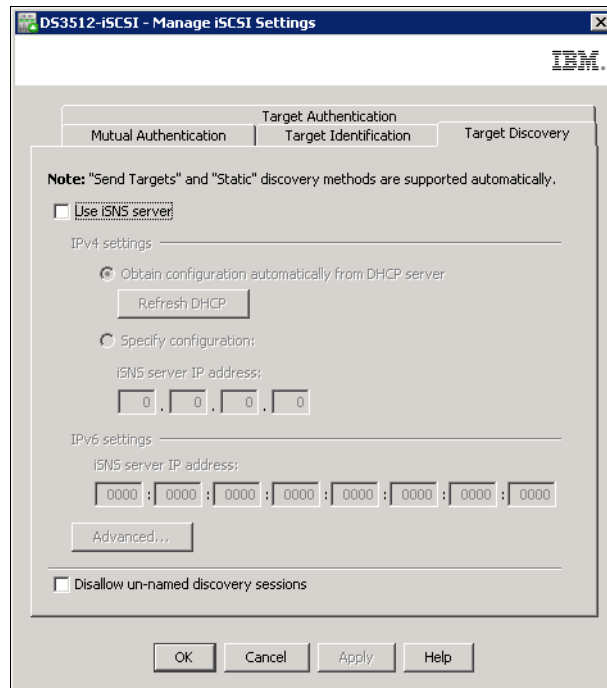 DS3512-iSCSI - Manage iSCSI Settings
IBM.
Target Authentication
Mutual Authentication
Target Identification
Target Discovery
Note: "Send Targets" and "Static" discovery methods are supported automatically.
Use iSNS server
IPv4 settings
Obtain configuration automatically from DHCP server
Refresh DHCP
Specify configuration:
iSNS server IP address:
0 . 0 . 0 . 0
IPv6 settings
iSNS server IP address:
0000 : 0000 : 0000 : 0000 : 0000 : 0000 : 0000 : 0000
Advanced...
Disallow un-named discovery sessions
OK Cancel Apply Help